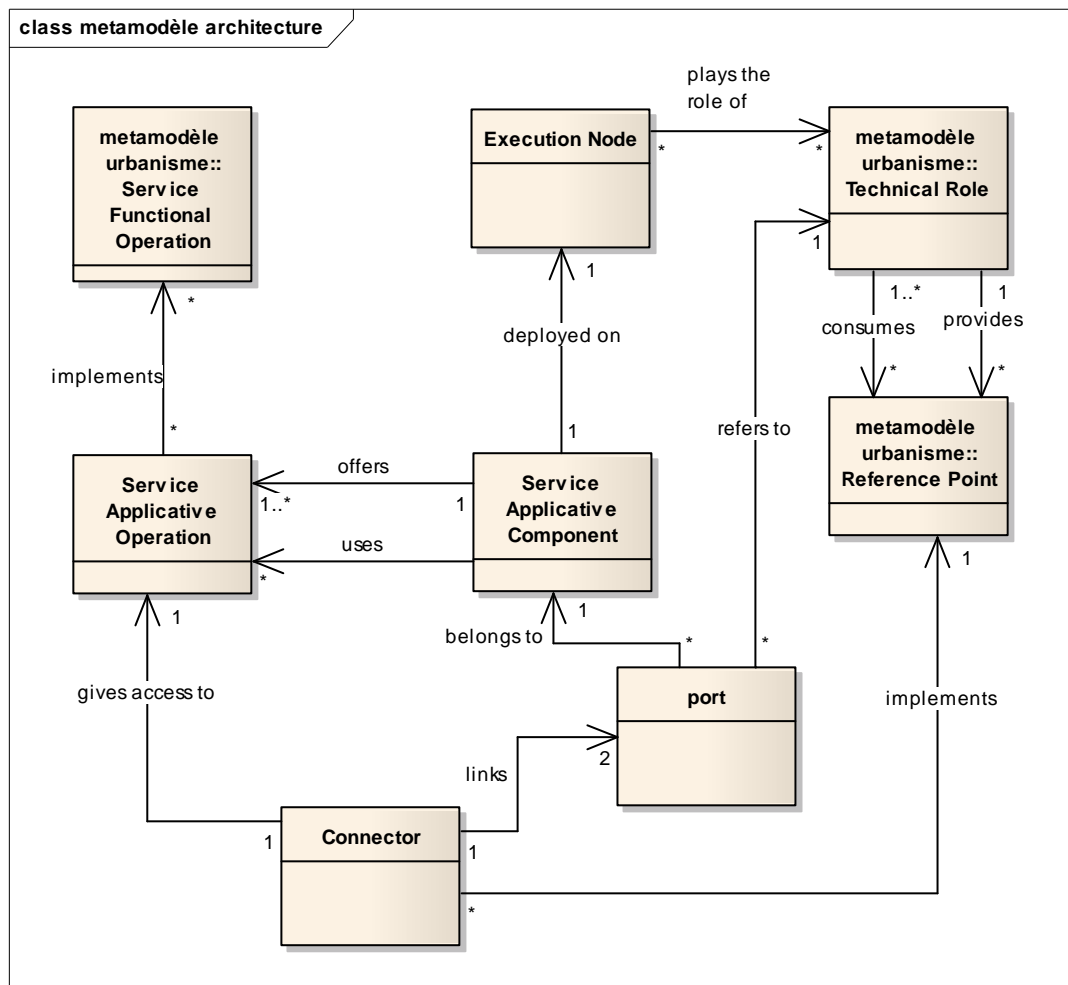 class metamodèle architecture
plays the
role of
metamodèle
urbanisme::
Service
Functional
Operation
Execution Node
*
*
metamodèle
urbanisme::
Technical Role
1
*
1
1..*
1
deployed on
consumes
provides
implements
*
*
metamodèle
urbanisme::
Reference Point
refers to
*
1
Service
Applicative
Operation
offers
1..*
1
Service
Applicative
Component
uses
*
1
1
1
belongs to
*
*
gives access to
port
implements
links
2
Connector
1
1
*